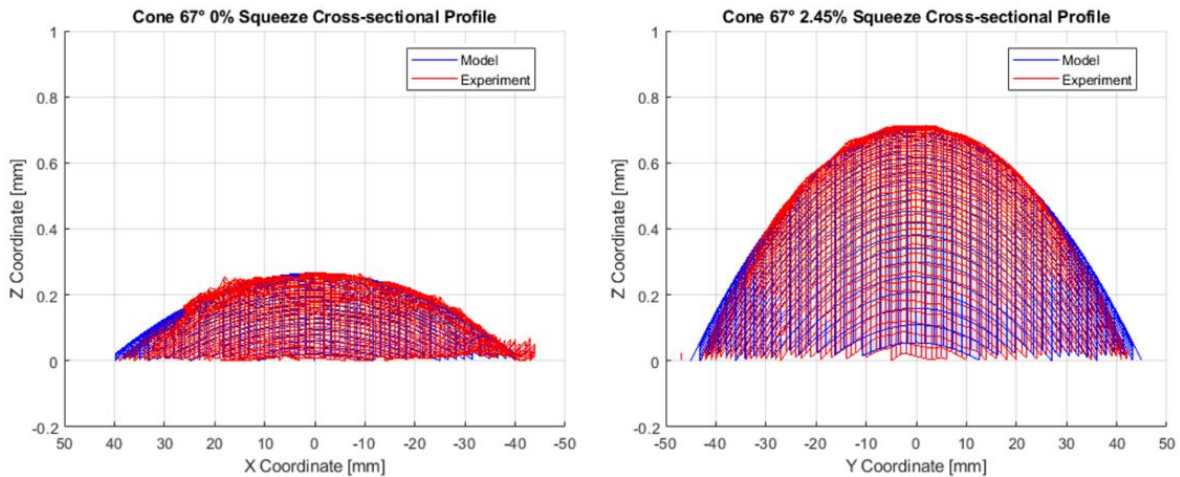 Cone 67° 0% Squeeze Cross-sectional Profile
1
0.8
0.6
0.4
0.2
0
-0.2
Z Coordinate [mm]
50 40 30 20 10 0 -10 -20 -30 -40 -50
X Coordinate [mm]
Model
Experiment
Cone 67° 2.45% Squeeze Cross-sectional Profile
1
0.8
0.6
0.4
0.2
0
-0.2
Z Coordinate [mm]
-50 -40 -30 -20 -10 0 10 20 30 40 50
Y Coordinate [mm]
Model
Experiment